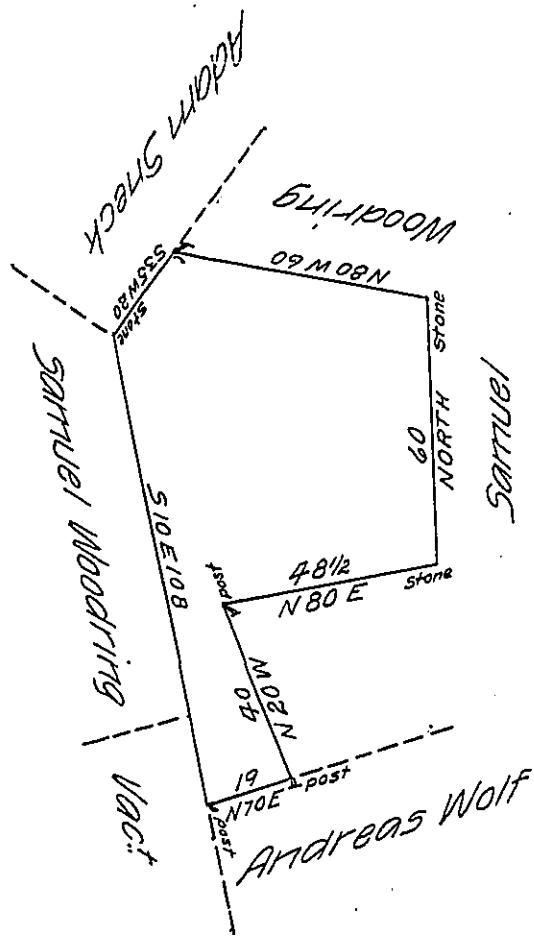 Adam Sneck
Woodring
N80W60
S35W20
stone
stone
Samuel
NORTH
60
Samuel Woodring
S10E108
post
48½
N80E
stone
N20W
40
19
N70E
post
post
Vac.t
Andreas Wolf